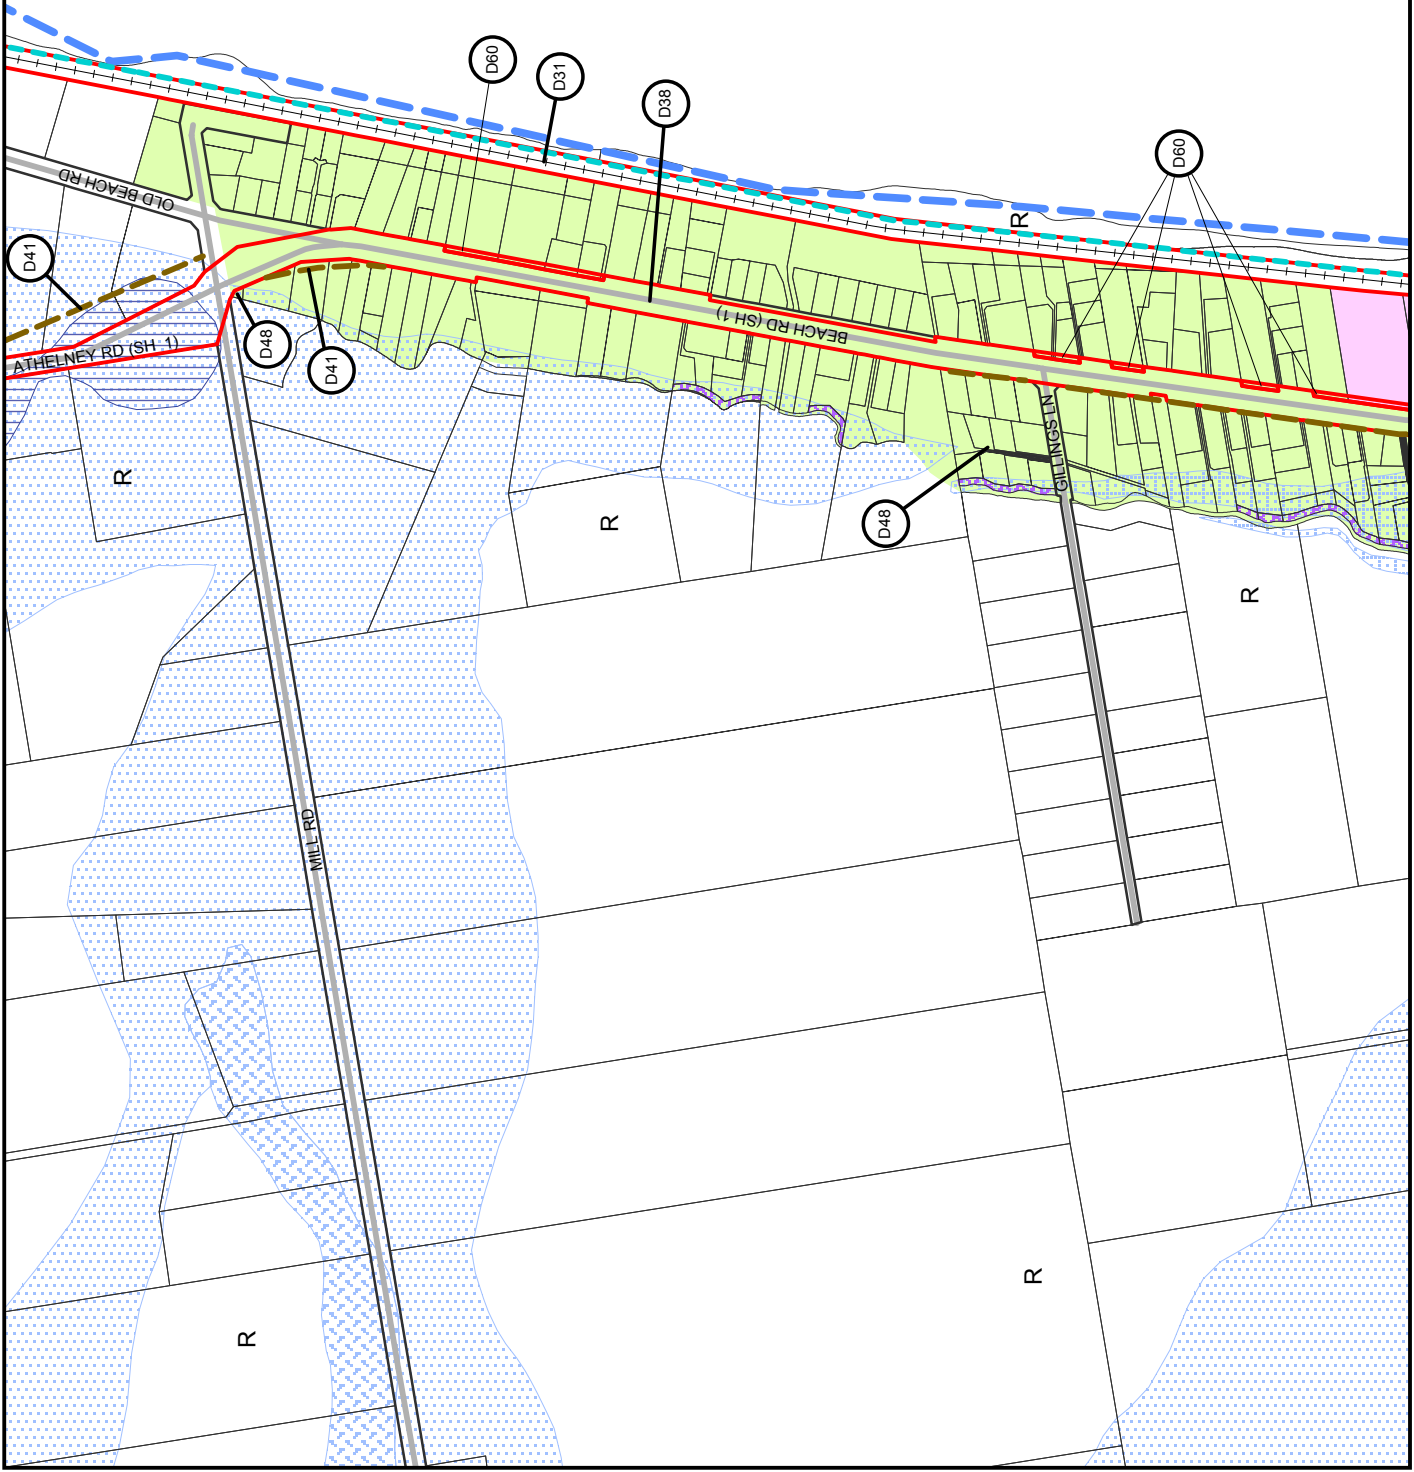 D60
D31
D38
D60
OLD BEACH RD
R
D41
D48
D41
ATHELNEY RD (SH 1)
BEACH RD (SH 1)
GILLINGS LN
R
R
D48
R
MILL RD
R
R